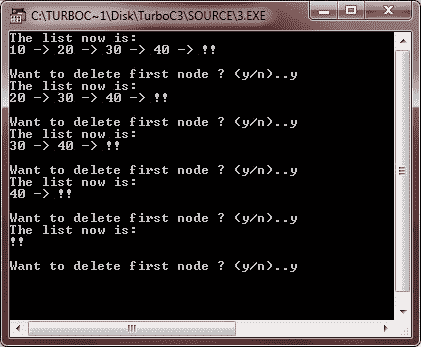 C:\TURBOC~1\Disk\TurboC3\SOURCE\3.EXE
The list now is:
10 -> 20 -> 30 -> 40 -> !!
Want to delete first node ? (y/n)..y
The list now is:
20 -> 30 -> 40 -> !!
Want to delete first node ? (y/n)..y
The list now is:
30 -> 40 -> !!
Want to delete first node ? (y/n)..y
The list now is:
40 -> !!
Want to delete first node ? (y/n)..y
The list now is:
!!
Want to delete first node ? (y/n)..y